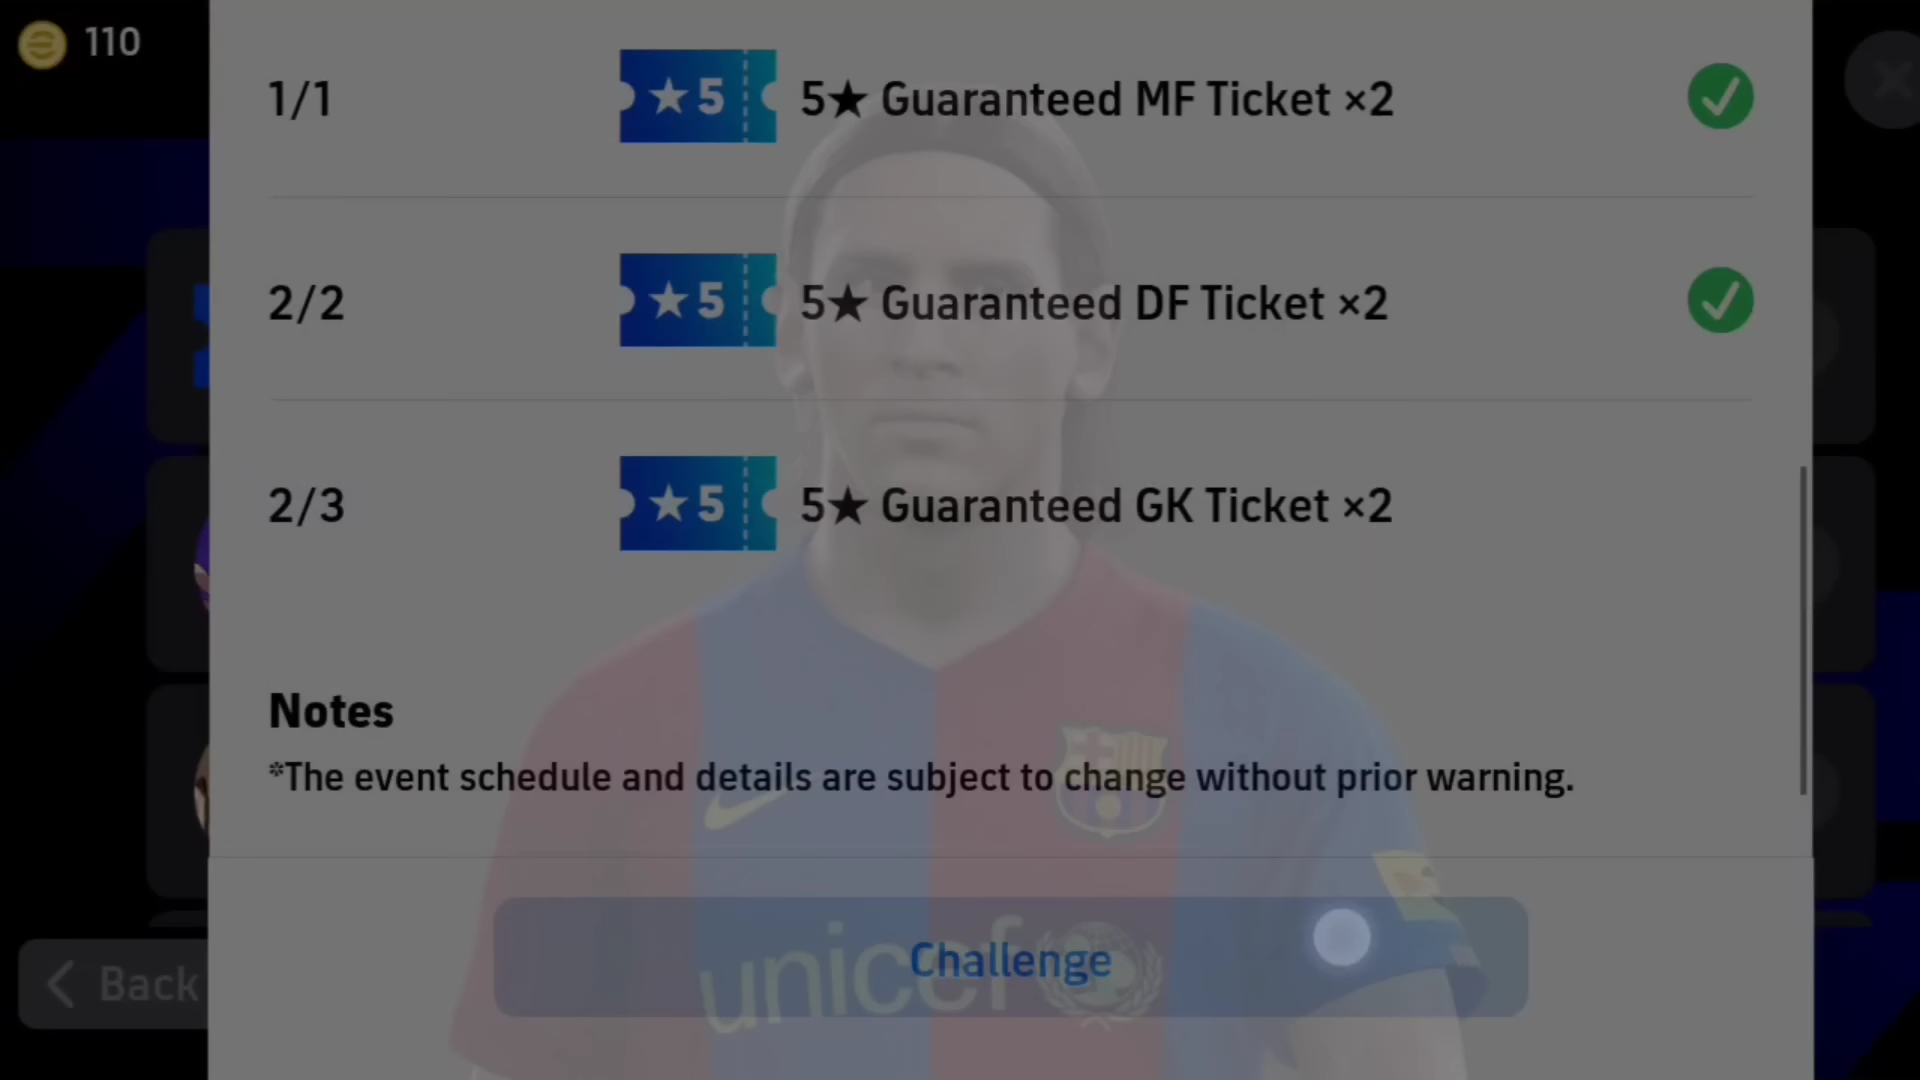 110
1/1 ★5 5★ Guaranteed MF Ticket ×2
2/2 ★5 5★ Guaranteed DF Ticket ×2
2/3 ★5 5★ Guaranteed GK Ticket ×2
Notes
*The event schedule and details are subject to change without prior warning.
Back
unicef
Challenge